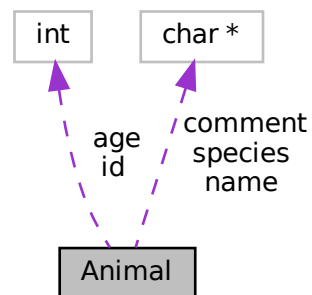 int
char *
age
id
comment
species
name
Animal